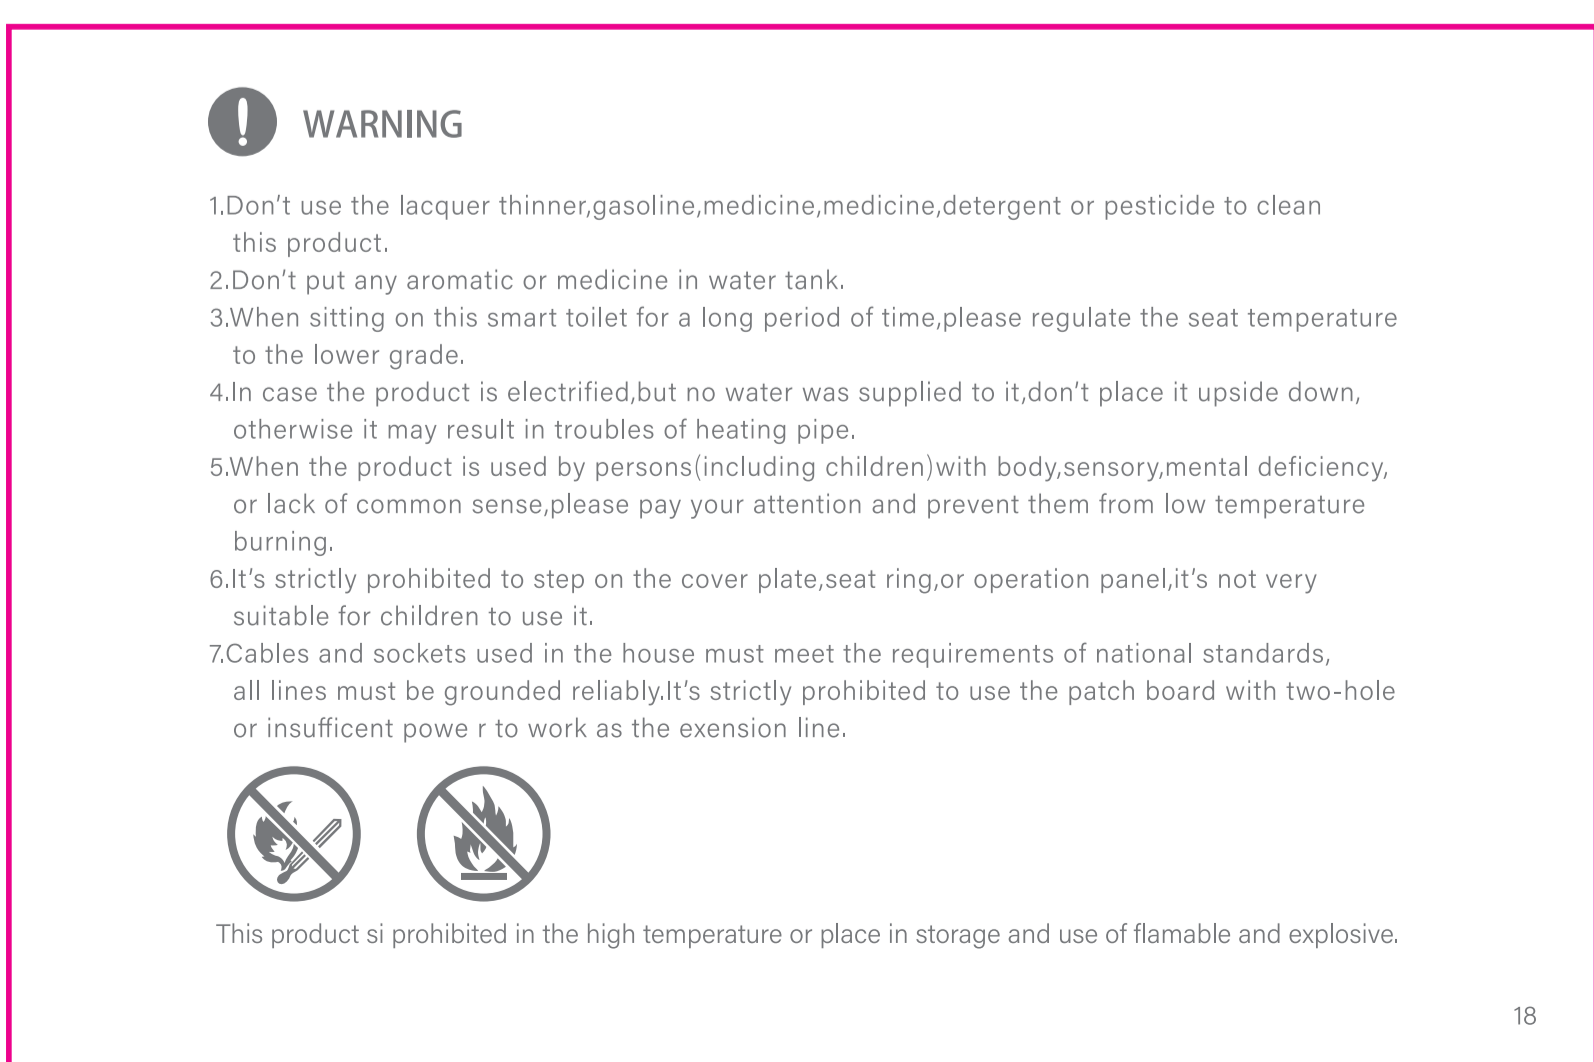 WARNING
1.Don't use the lacquer thinner,gasoline,medicine,medicine,detergent or pesticide to clean
this product.
2.Don't put any aromatic or medicine in water tank.
3.When sitting on this smart toilet for a long period of time,please regulate the seat temperature
to the lower grade.
4.In case the product is electrified,but no water was supplied to it,don't place it upside down,
otherwise it may result in troubles of heating pipe.
5.When the product is used by persons(including children)with body,sensory,mental deficiency,
or lack of common sense,please pay your attention and prevent them from low temperature
burning.
6.It's strictly prohibited to step on the cover plate,seat ring,or operation panel,it's not very
suitable for children to use it.
7.Cables and sockets used in the house must meet the requirements of national standards,
all lines must be grounded reliably.It's strictly prohibited to use the patch board with two-hole
or insufficent powe r to work as the exension line.
This product si prohibited in the high temperature or place in storage and use of flamable and explosive.
18